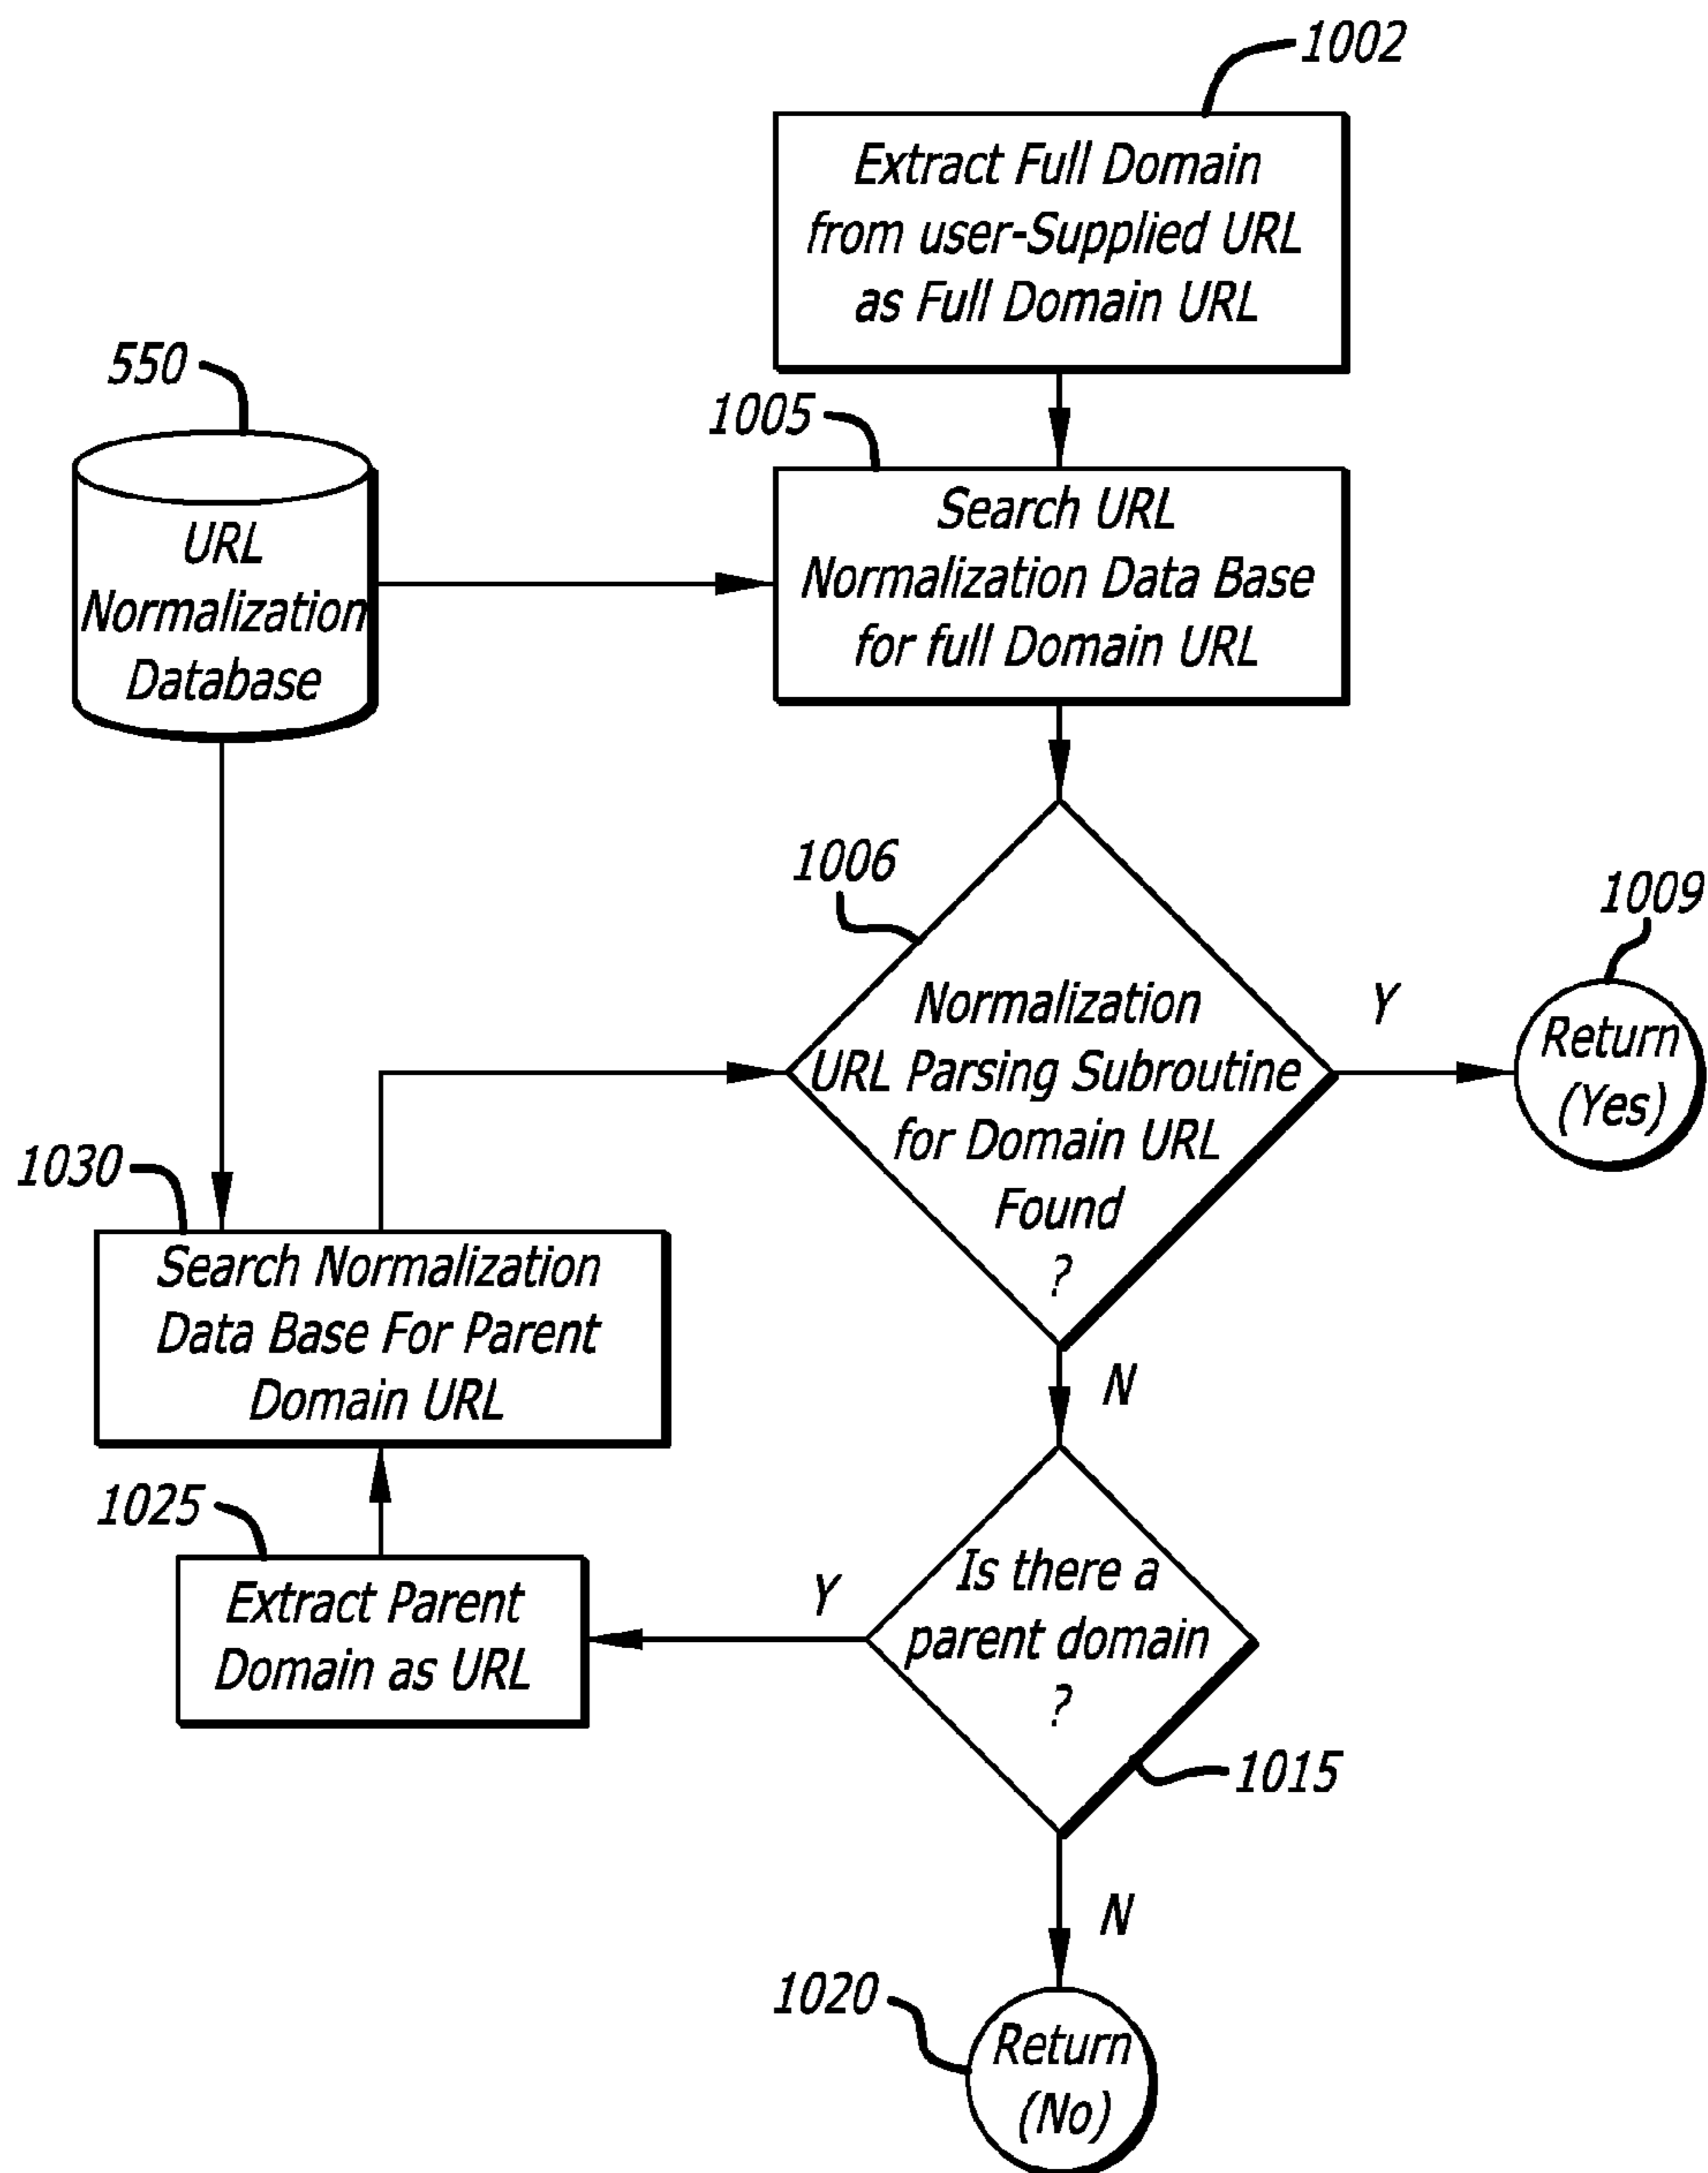 1002
Extract Full Domain
from user-Supplied URL
as Full Domain URL
550
URL
Normalization
Database
1005
Search URL
Normalization Data Base
for full Domain URL
1006
Normalization
URL Parsing Subroutine
for Domain URL
Found
?
Y
1009
Return
(Yes)
N
1030
Search Normalization
Data Base For Parent
Domain URL
1025
Extract Parent
Domain as URL
Y
Is there a
parent domain
?
1015
N
1020
Return
(No)